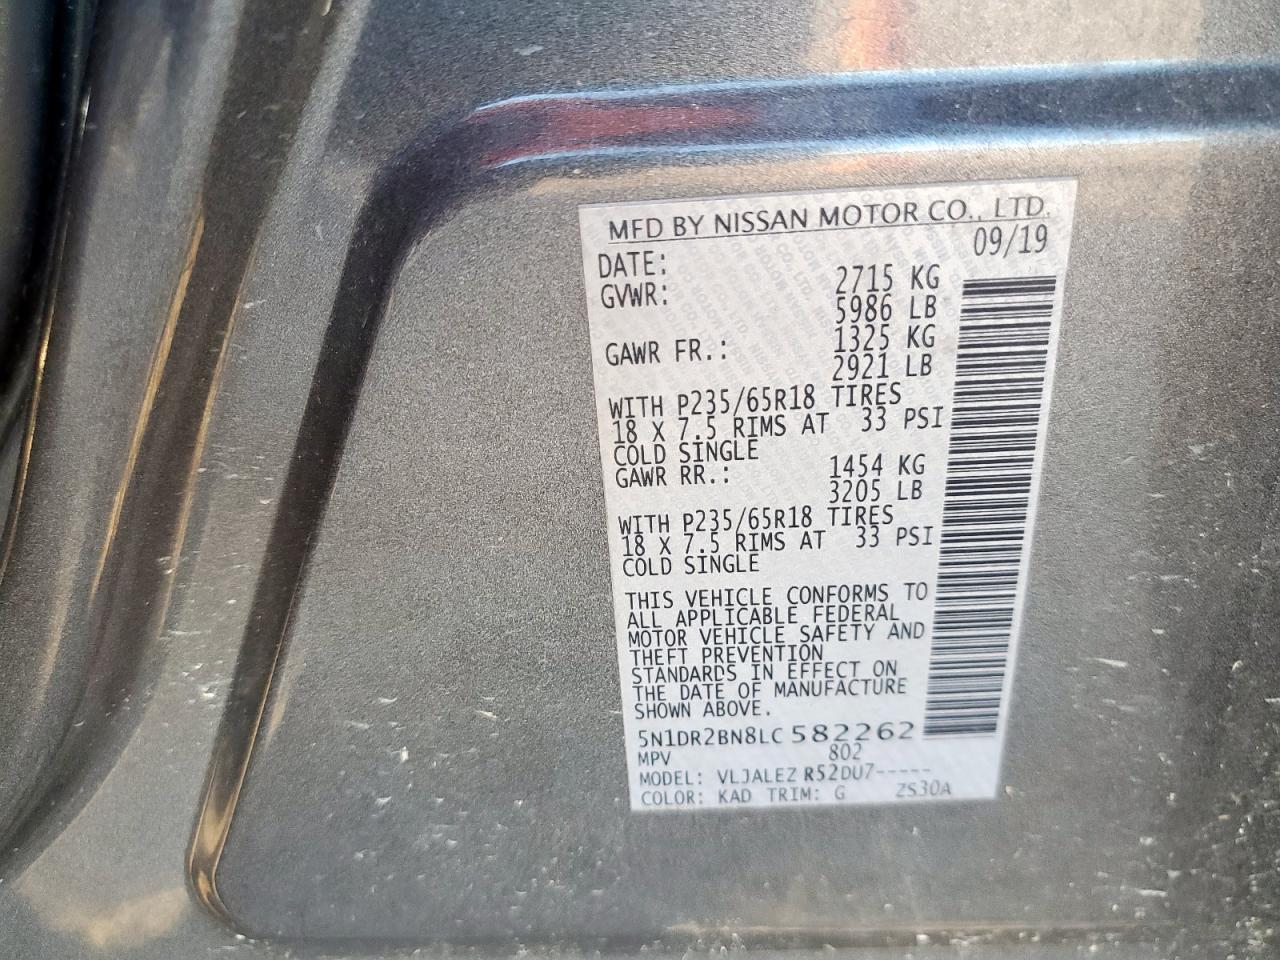 MFD BY NISSAN MOTOR CO., LTD.
DATE: 09/19
GVWR: 2715 KG
5986 LB
GAWR FR.: 1325 KG
2921 LB
WITH P235/65R18 TIRES
18 X 7.5 RIMS AT 33 PSI
COLD SINGLE
GAWR RR.: 1454 KG
3205 LB
WITH P235/65R18 TIRES
18 X 7.5 RIMS AT 33 PSI
COLD SINGLE
THIS VEHICLE CONFORMS TO
ALL APPLICABLE FEDERAL
MOTOR VEHICLE SAFETY AND
THEFT PREVENTION
STANDARDS IN EFFECT ON
THE DATE OF MANUFACTURE
SHOWN ABOVE.
5N1DR2BN8LC582262
MPV 802
MODEL: VLJALEZ R52DU7-----
COLOR: KAD TRIM: G ZS30A